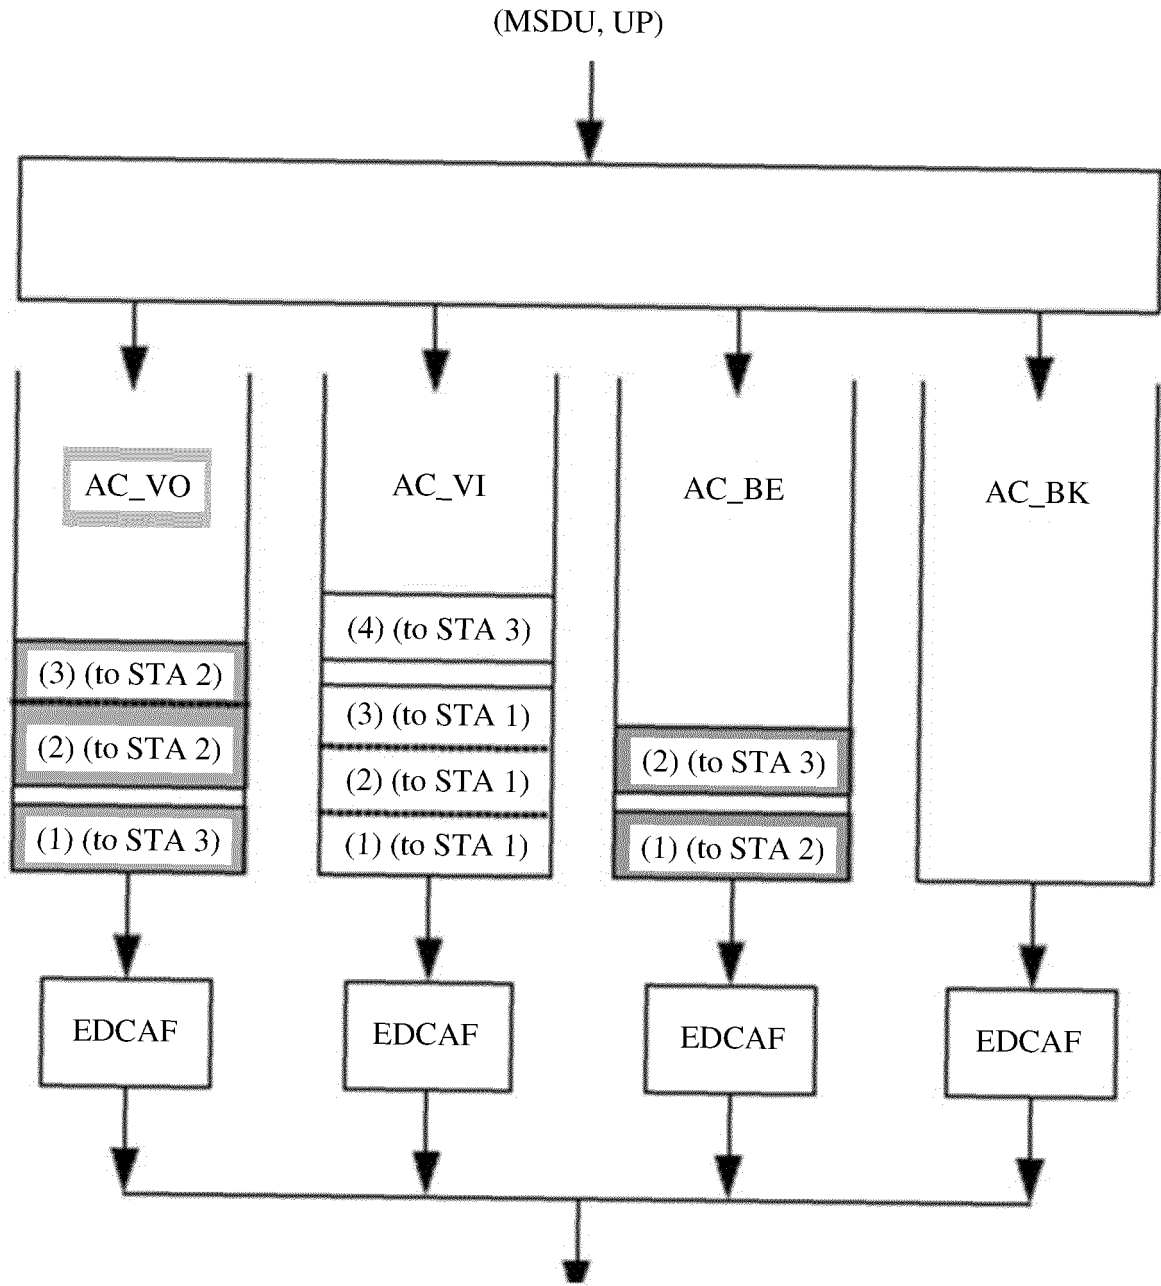 (MSDU, UP)
AC_VO
AC_VI
AC_BE
AC_BK
(4) (to STA 3)
(3) (to STA 2)
(3) (to STA 1)
(2) (to STA 2)
(2) (to STA 1)
(2) (to STA 3)
(1) (to STA 3)
(1) (to STA 1)
(1) (to STA 2)
EDCAF
EDCAF
EDCAF
EDCAF